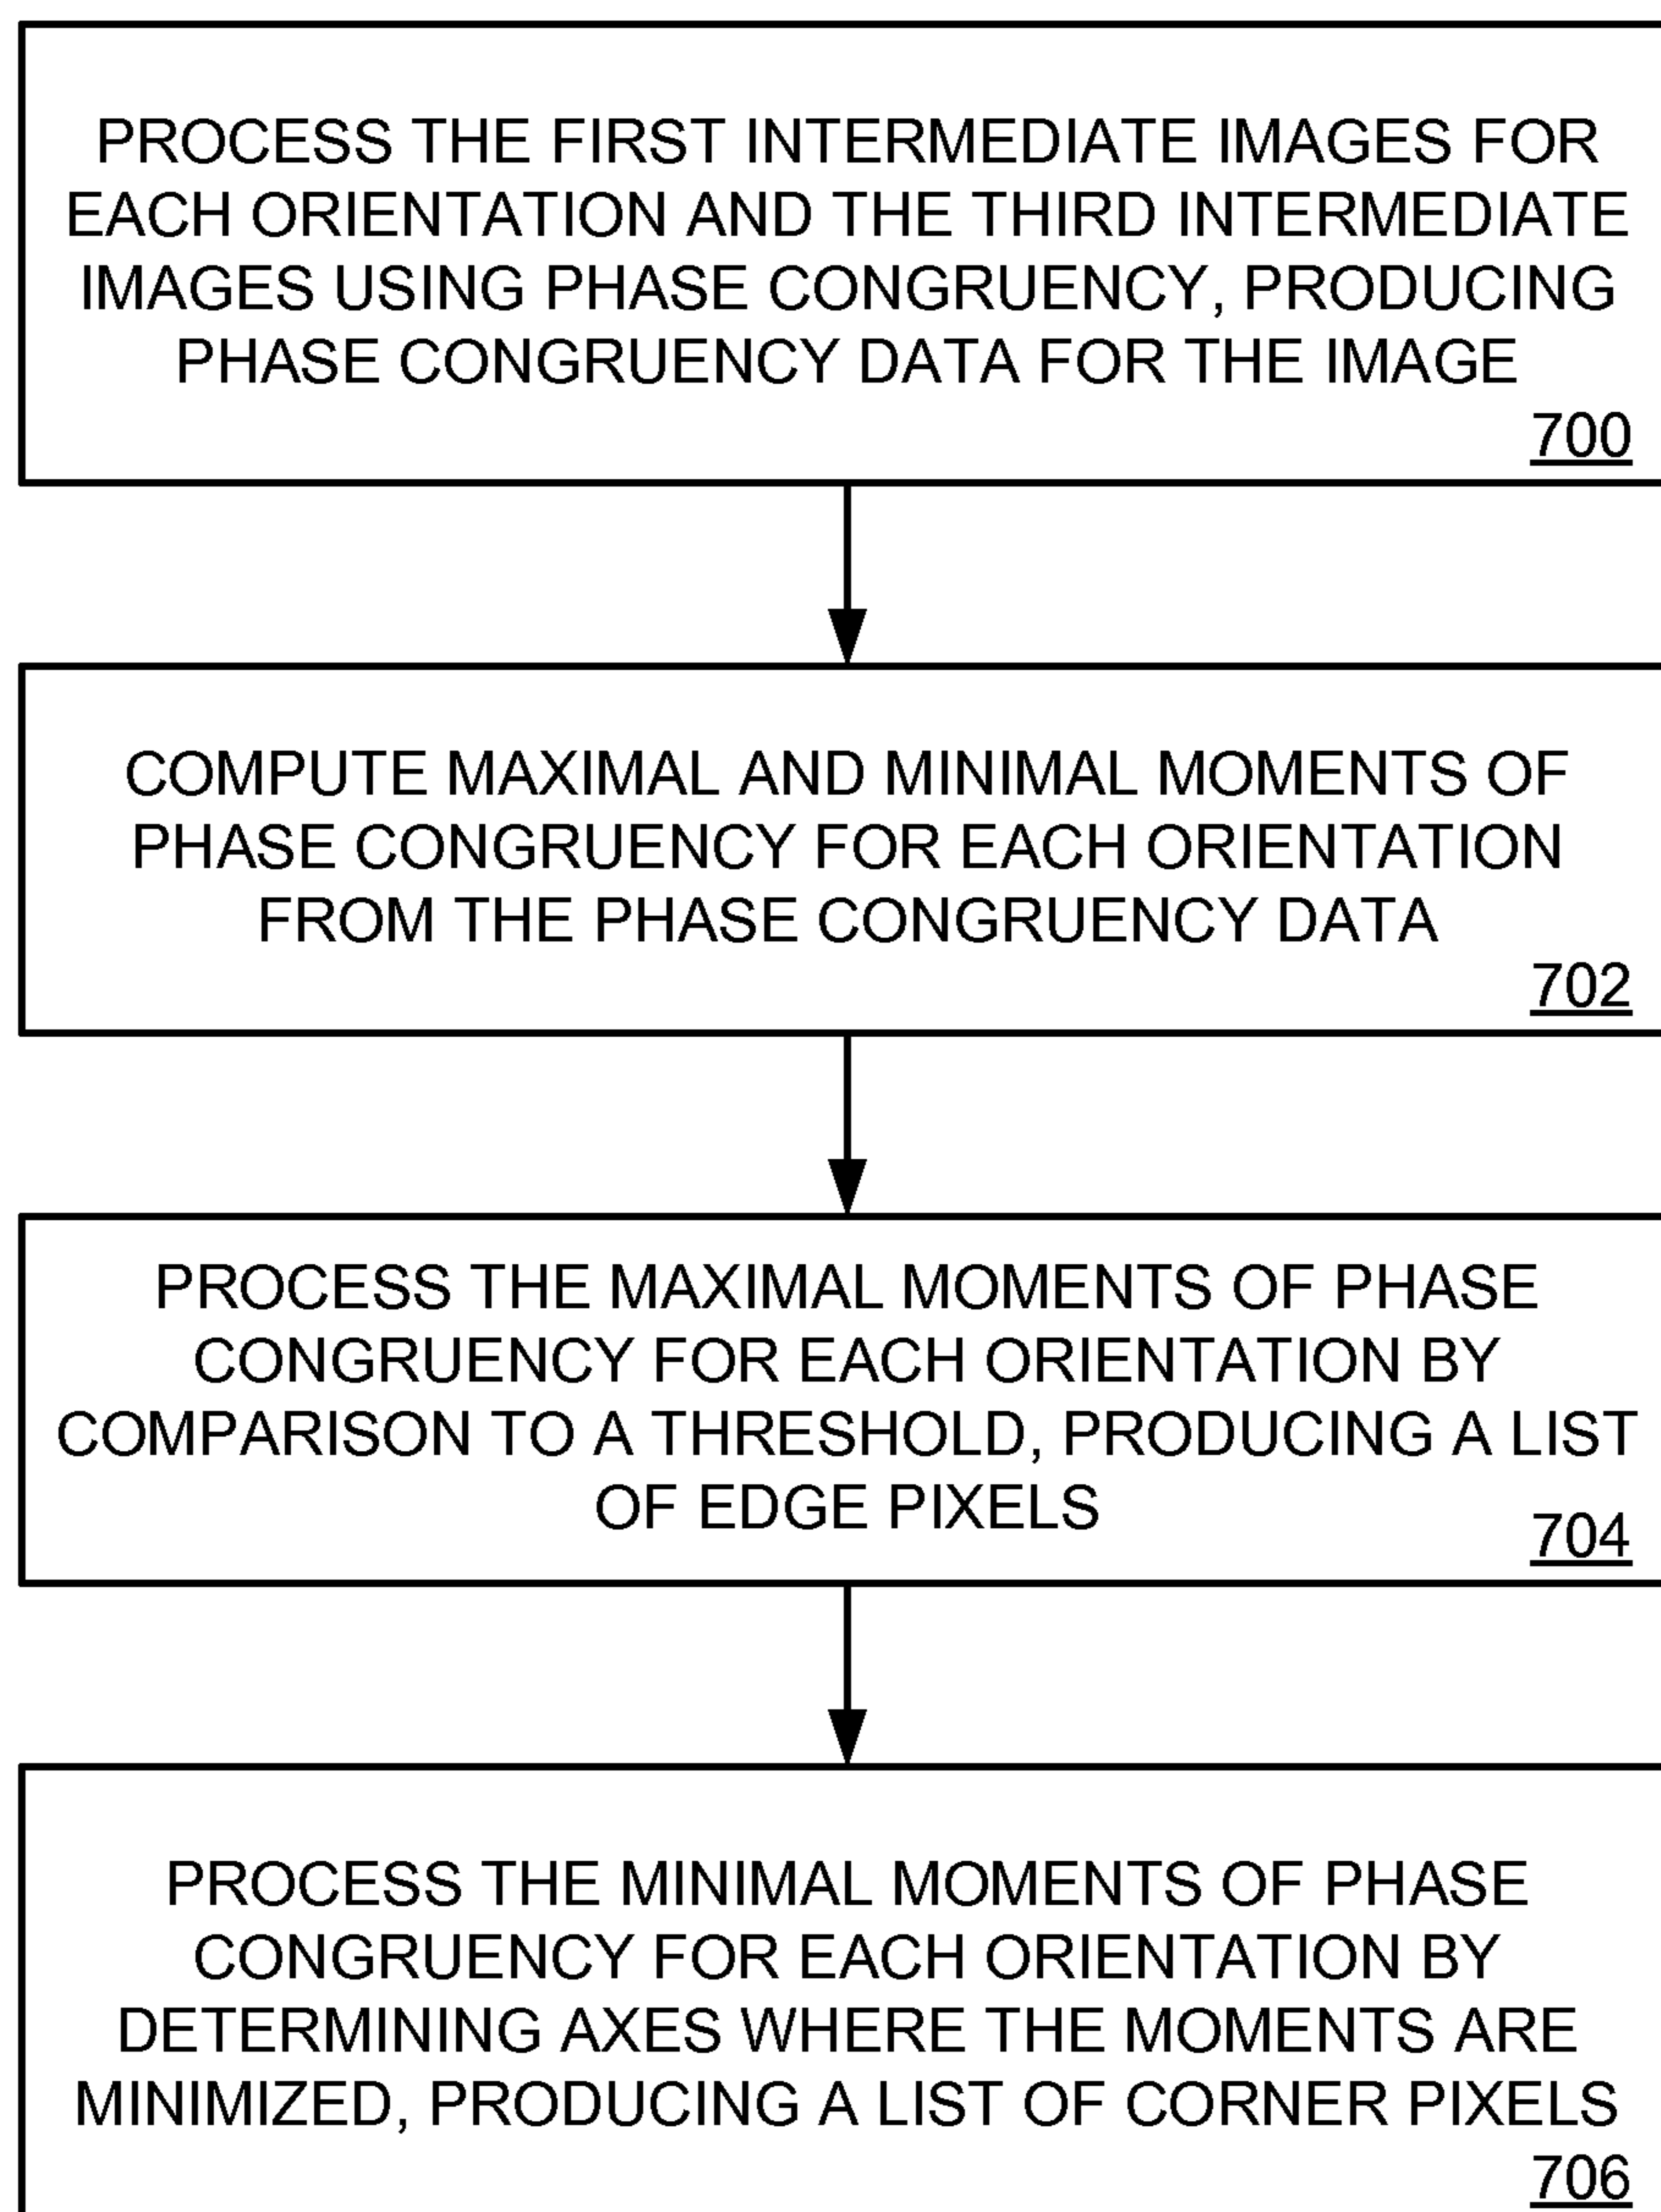 PROCESS THE FIRST INTERMEDIATE IMAGES FOR
EACH ORIENTATION AND THE THIRD INTERMEDIATE
IMAGES USING PHASE CONGRUENCY, PRODUCING
PHASE CONGRUENCY DATA FOR THE IMAGE
700
COMPUTE MAXIMAL AND MINIMAL MOMENTS OF
PHASE CONGRUENCY FOR EACH ORIENTATION
FROM THE PHASE CONGRUENCY DATA
702
PROCESS THE MAXIMAL MOMENTS OF PHASE
CONGRUENCY FOR EACH ORIENTATION BY
COMPARISON TO A THRESHOLD, PRODUCING A LIST
OF EDGE PIXELS
704
PROCESS THE MINIMAL MOMENTS OF PHASE
CONGRUENCY FOR EACH ORIENTATION BY
DETERMINING AXES WHERE THE MOMENTS ARE
MINIMIZED, PRODUCING A LIST OF CORNER PIXELS
706